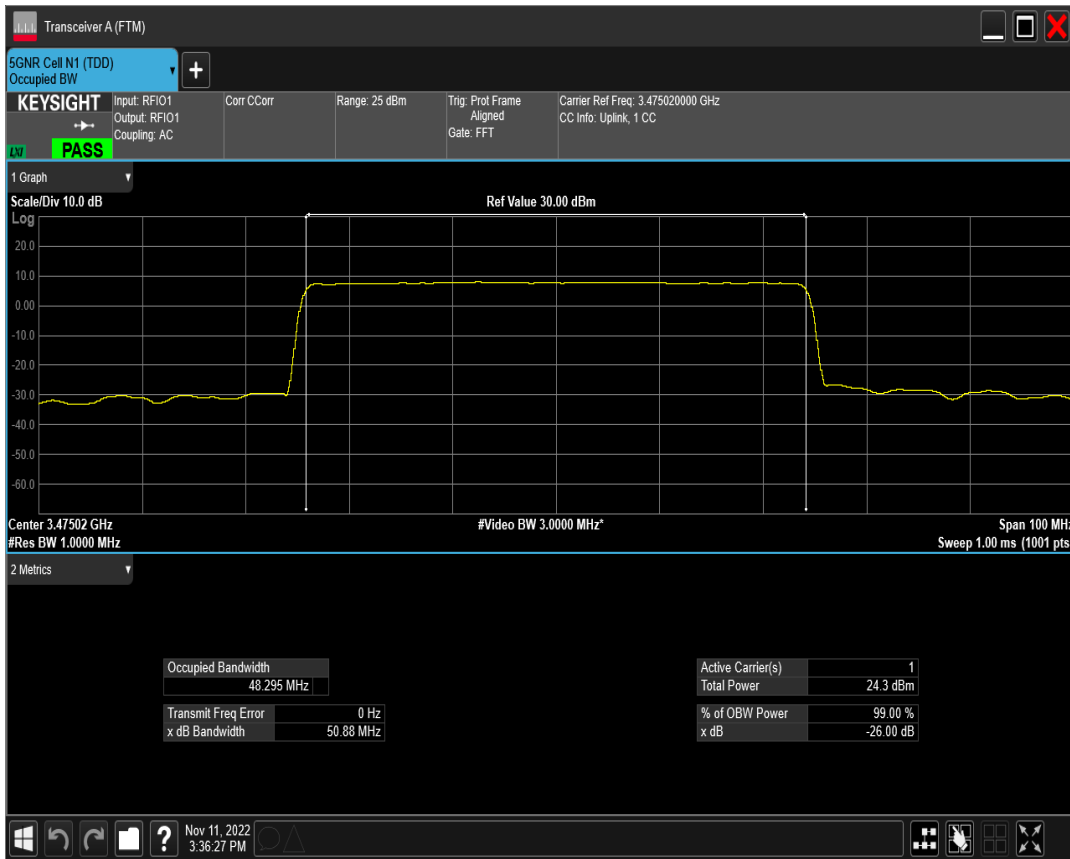 Transceiver A (FTM)
5GNR Cell N1 (TDD)
Occupied BW
+
KEYSIGHT
LXI
PASS
Input: RFIO1
Output: RFIO1
Coupling: AC
Corr CCorr
Range: 25 dBm
Trig: Prot Frame
Aligned
Gate: FFT
Carrier Ref Freq: 3.475020000 GHz
CC Info: Uplink, 1 CC
1 Graph
Scale/Div 10.0 dB
Ref Value 30.00 dBm
Log
20.0
10.0
0.00
-10.0
-20.0
-30.0
-40.0
-50.0
-60.0
Center 3.47502 GHz
#Video BW 3.0000 MHz*
Span 100 MHz
#Res BW 1.0000 MHz
Sweep 1.00 ms (1001 pts
2 Metrics
Occupied Bandwidth
48.295 MHz
Transmit Freq Error 0 Hz
x dB Bandwidth 50.88 MHz
Active Carrier(s) 1
Total Power 24.3 dBm
% of OBW Power 99.00 %
x dB -26.00 dB
?
Nov 11, 2022
3:36:27 PM